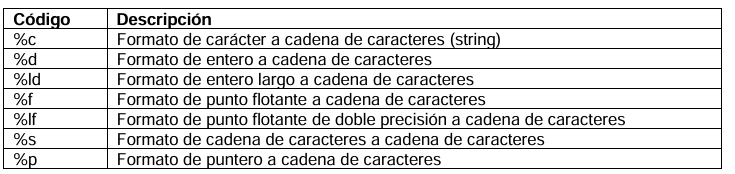 Código Descripción
%c Formato de carácter a cadena de caracteres (string)
%d Formato de entero a cadena de caracteres
%ld Formato de entero largo a cadena de caracteres
%f Formato de punto flotante a cadena de caracteres
%lf Formato de punto flotante de doble precisión a cadena de caracteres
%s Formato de cadena de caracteres a cadena de caracteres
%p Formato de puntero a cadena de caracteres